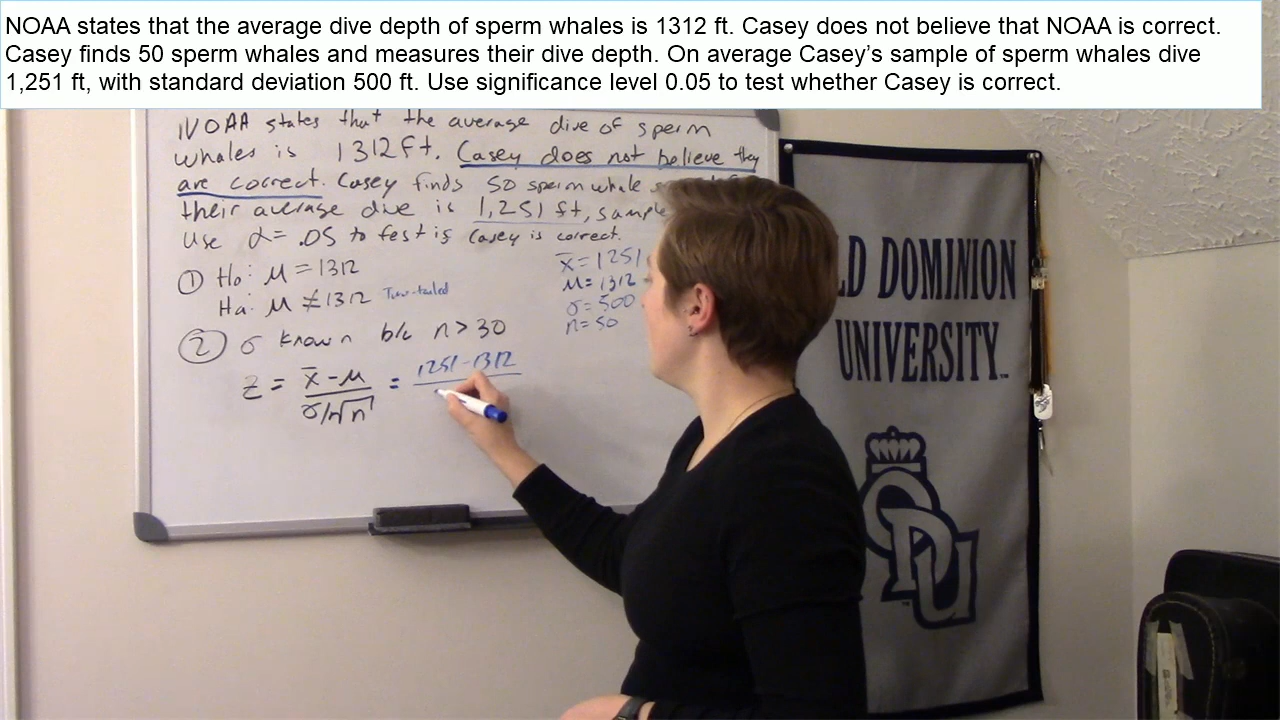 NOAA states that the average dive depth of sperm whales is 1312 ft. Casey does not believe that NOAA is correct.
Casey finds 50 sperm whales and measures their dive depth. On average Casey's sample of sperm whales dive
1,251 ft, with standard deviation 500 ft. Use significance level 0.05 to test whether Casey is correct.
NOAA states that the average dive of sperm
whales is 1312 ft. Casey does not believe they
are correct. Casey finds 50 sperm whale
their average dive is 1,251 ft, sample
Use α = .05 to test if Casey is correct.
① Ho: μ = 1312
Ha: μ ≠ 1312 Two-tailed
x̄ = 1251
μ = 1312
σ = 500
n = 50
② σ known b/c n > 30
z = x̄ - μ / σ/√n = 1251 - 1312
LD DOMINION
UNIVERSITY™
ODU